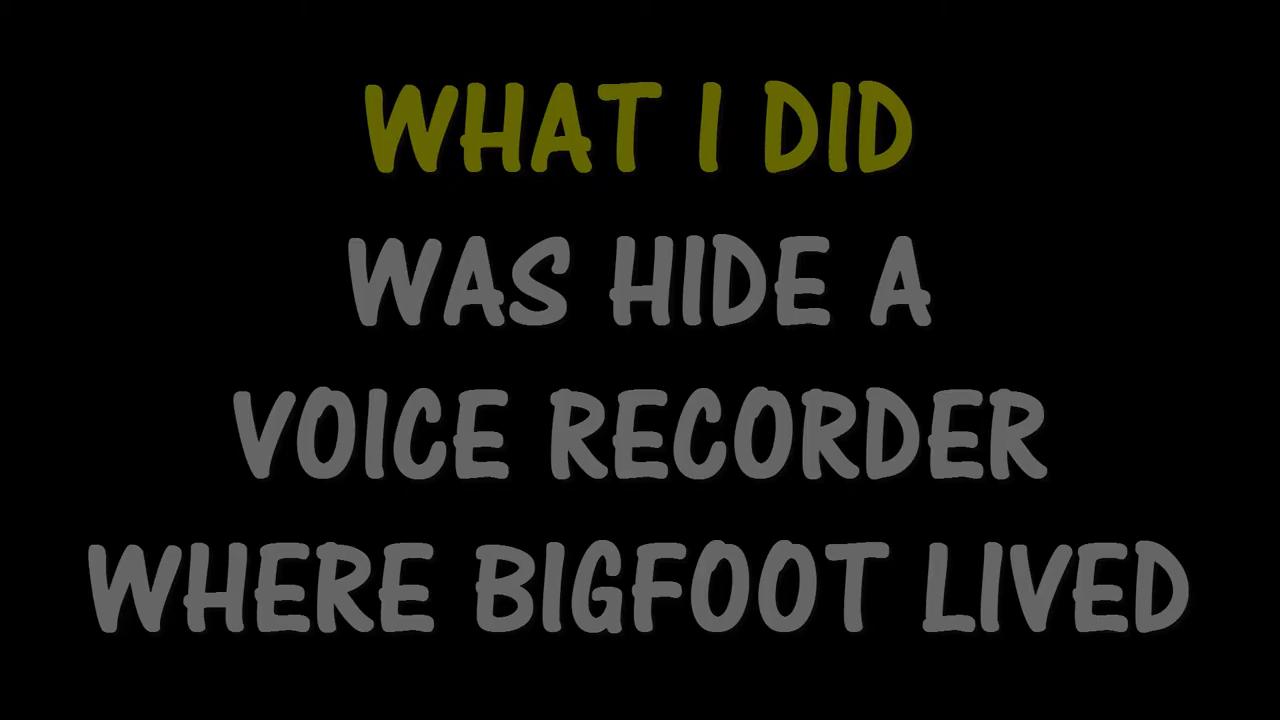 WHAT I DID
WAS HIDE A
VOICE RECORDER
WHERE BIGFOOT LIVED